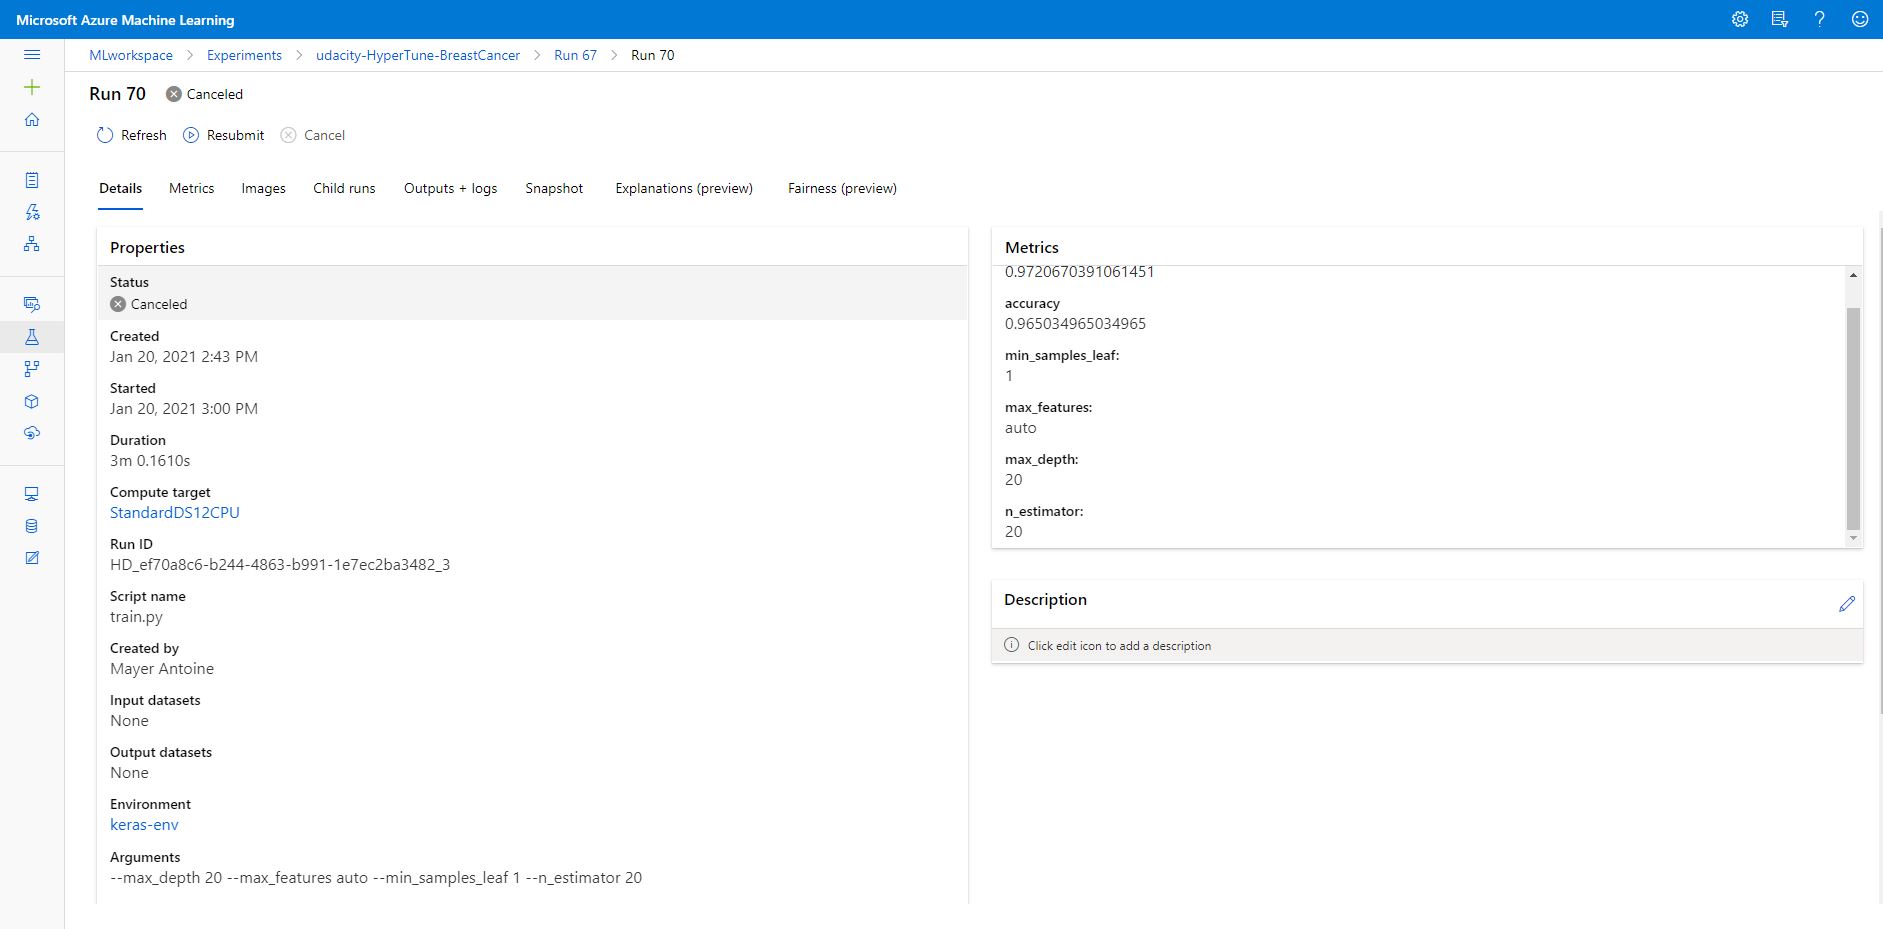 Microsoft Azure Machine Learning
MLworkspace > Experiments > udacity-HyperTune-BreastCancer > Run 67 > Run 70
Run 70 Canceled
Refresh Resubmit Cancel
Details Metrics Images Child runs Outputs + logs Snapshot Explanations (preview) Fairness (preview)
Properties
Status
Canceled
Created
Jan 20, 2021 2:43 PM
Started
Jan 20, 2021 3:00 PM
Duration
3m 0.1610s
Compute target
StandardDS12CPU
Run ID
HD_ef70a8c6-b244-4863-b991-1e7ec2ba3482_3
Script name
train.py
Created by
Mayer Antoine
Input datasets
None
Output datasets
None
Environment
keras-env
Arguments
--max_depth 20 --max_features auto --min_samples_leaf 1 --n_estimator 20
Metrics
0.9720670391061451
accuracy
0.965034965034965
min_samples_leaf:
1
max_features:
auto
max_depth:
20
n_estimator:
20
Description
Click edit icon to add a description